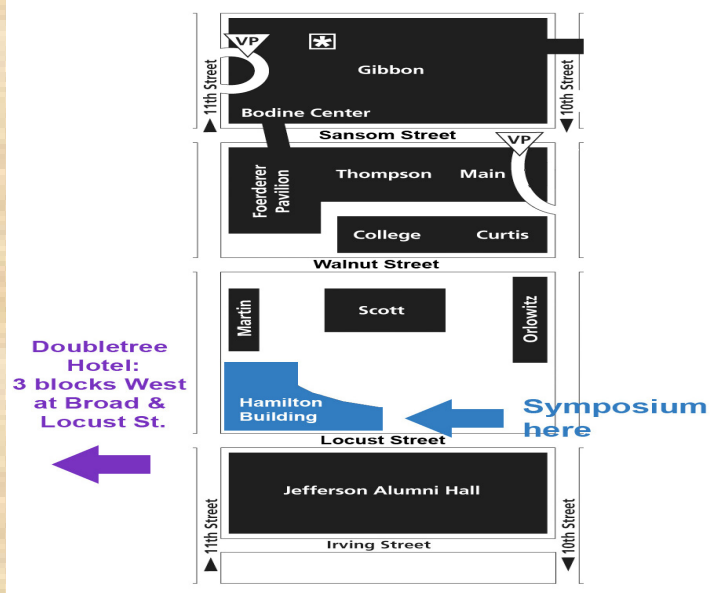 VP
*
Gibbon
11th Street
10th Street
Bodine Center
Sansom Street
VP
Foerderer
Pavilion
Thompson
Main
College
Curtis
Walnut Street
Martin
Scott
Orlowitz
Doubletree
Hotel:
3 blocks West
at Broad &
Locust St.
Hamilton
Building
Symposium
here
Locust Street
Jefferson Alumni Hall
11th Street
10th Street
Irving Street